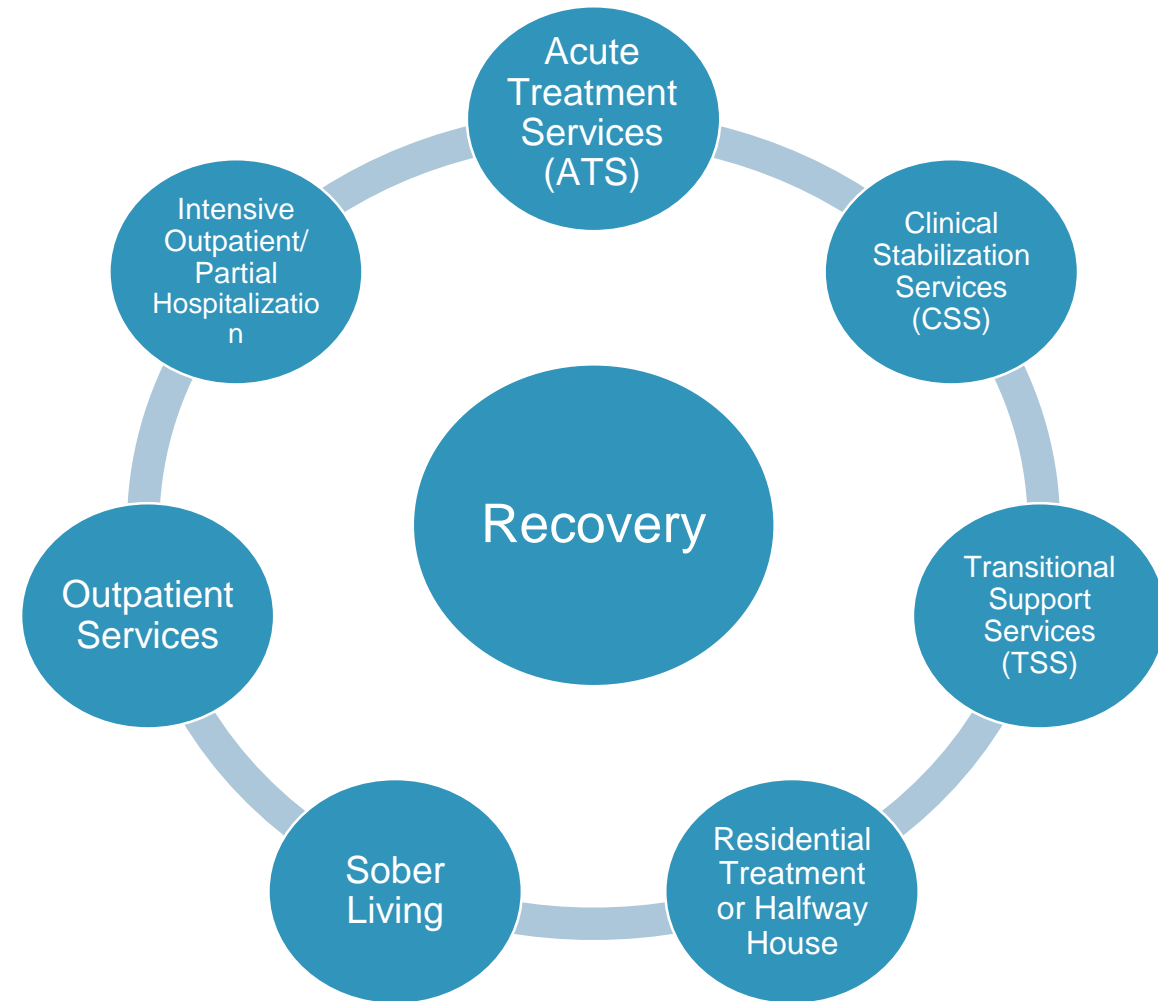 Acute
Treatment
Services
(ATS)
Clinical
Stabilization
Services
(CSS)
Transitional
Support
Services
(TSS)
Residential
Treatment
or Halfway
House
Sober
Living
Outpatient
Services
Intensive
Outpatient/
Partial
Hospitalizatio
n
Recovery